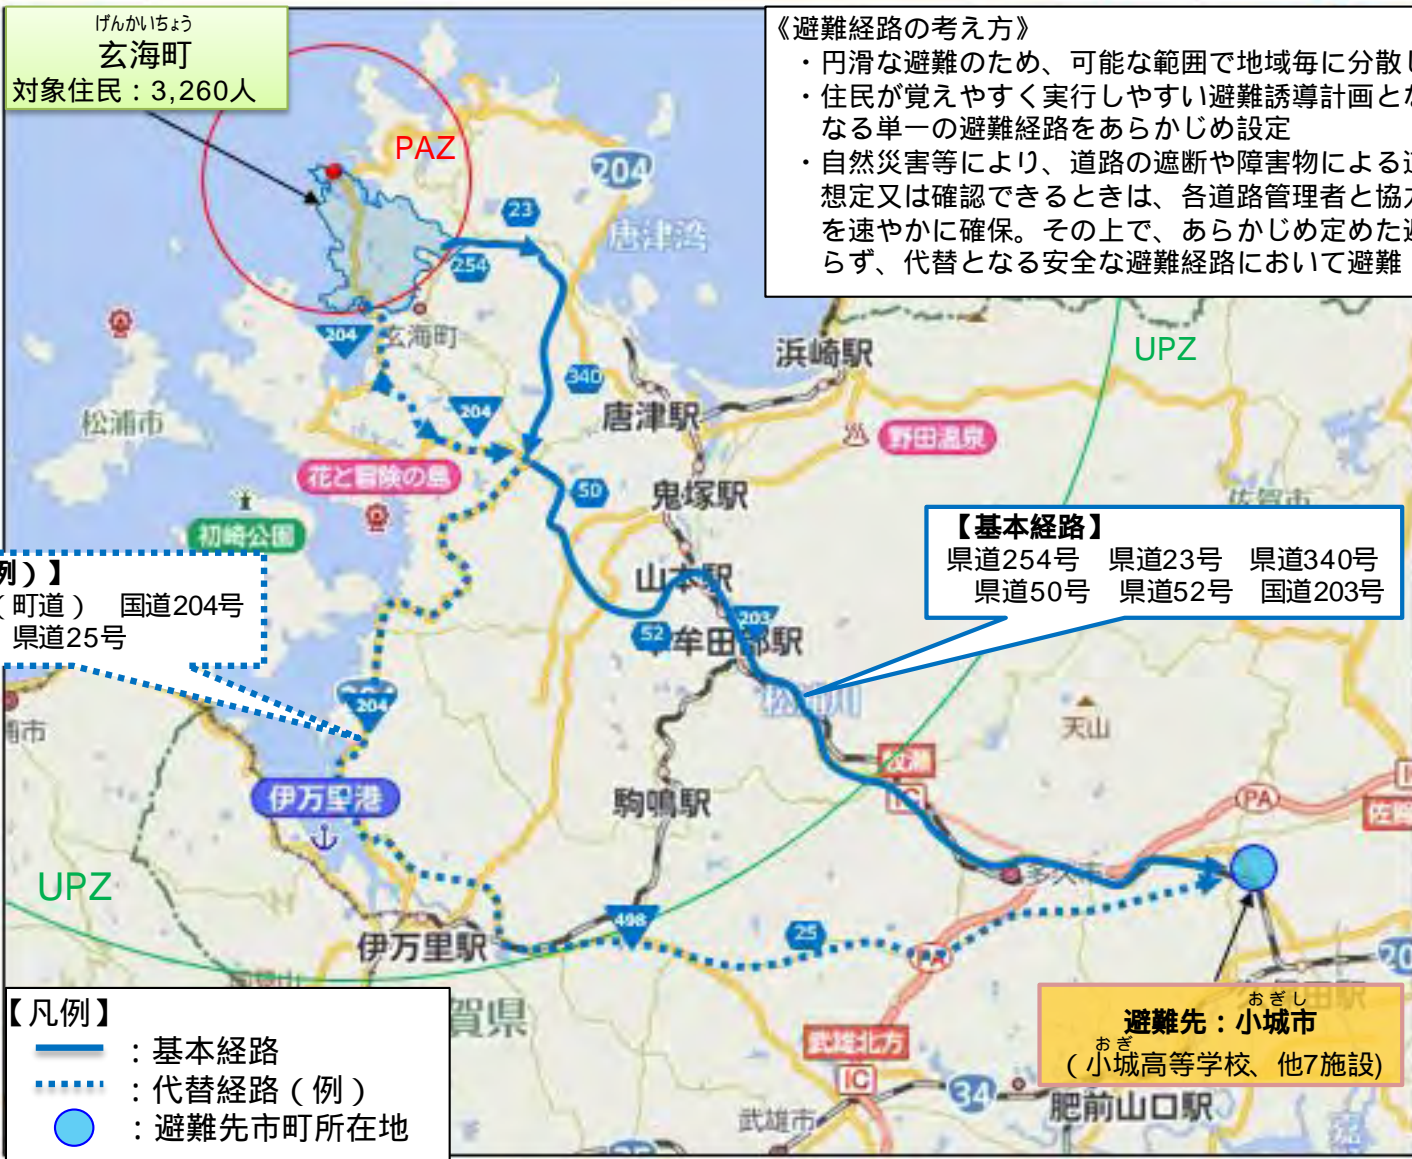 げんかいちょう
玄海町
対象住民：3,260人
《避難経路の考え方》
・円滑な避難のため、可能な範囲で地域毎に分散し
・住民が覚えやすく実行しやすい避難誘導計画とな
なる単一の避難経路をあらかじめ設定
・自然災害等により、道路の遮断や障害物による
想定又は確認できるときは、各道路管理者と協力
を速やかに確保。その上で、あらかじめ定めた避
らず、代替となる安全な避難経路において避難
PAZ
204
唐津湾
23
254
204
玄海町
340
浜崎駅
UPZ
松浦市
204
唐津駅
野田温泉
花と冒険の島
50
鬼塚駅
佐賀市
初崎公園
【基本経路】
県道254号　県道23号　県道340号
県道50号　県道52号　国道203号
例）】
（町道）　国道204号
県道25号
山本駅
203
52
牟田部駅
松浦川
204
浦市
天山
伊万里港
駒鳴駅
IC
PA
UPZ
多久市
498
25
伊万里駅
PA
賀県
避難先：小城市
おぎし
（小城高等学校、他7施設)
おぎ
武雄北方
IC
34
肥前山口駅
武雄市
【凡例】
：基本経路
：代替経路（例）
：避難先市町所在地